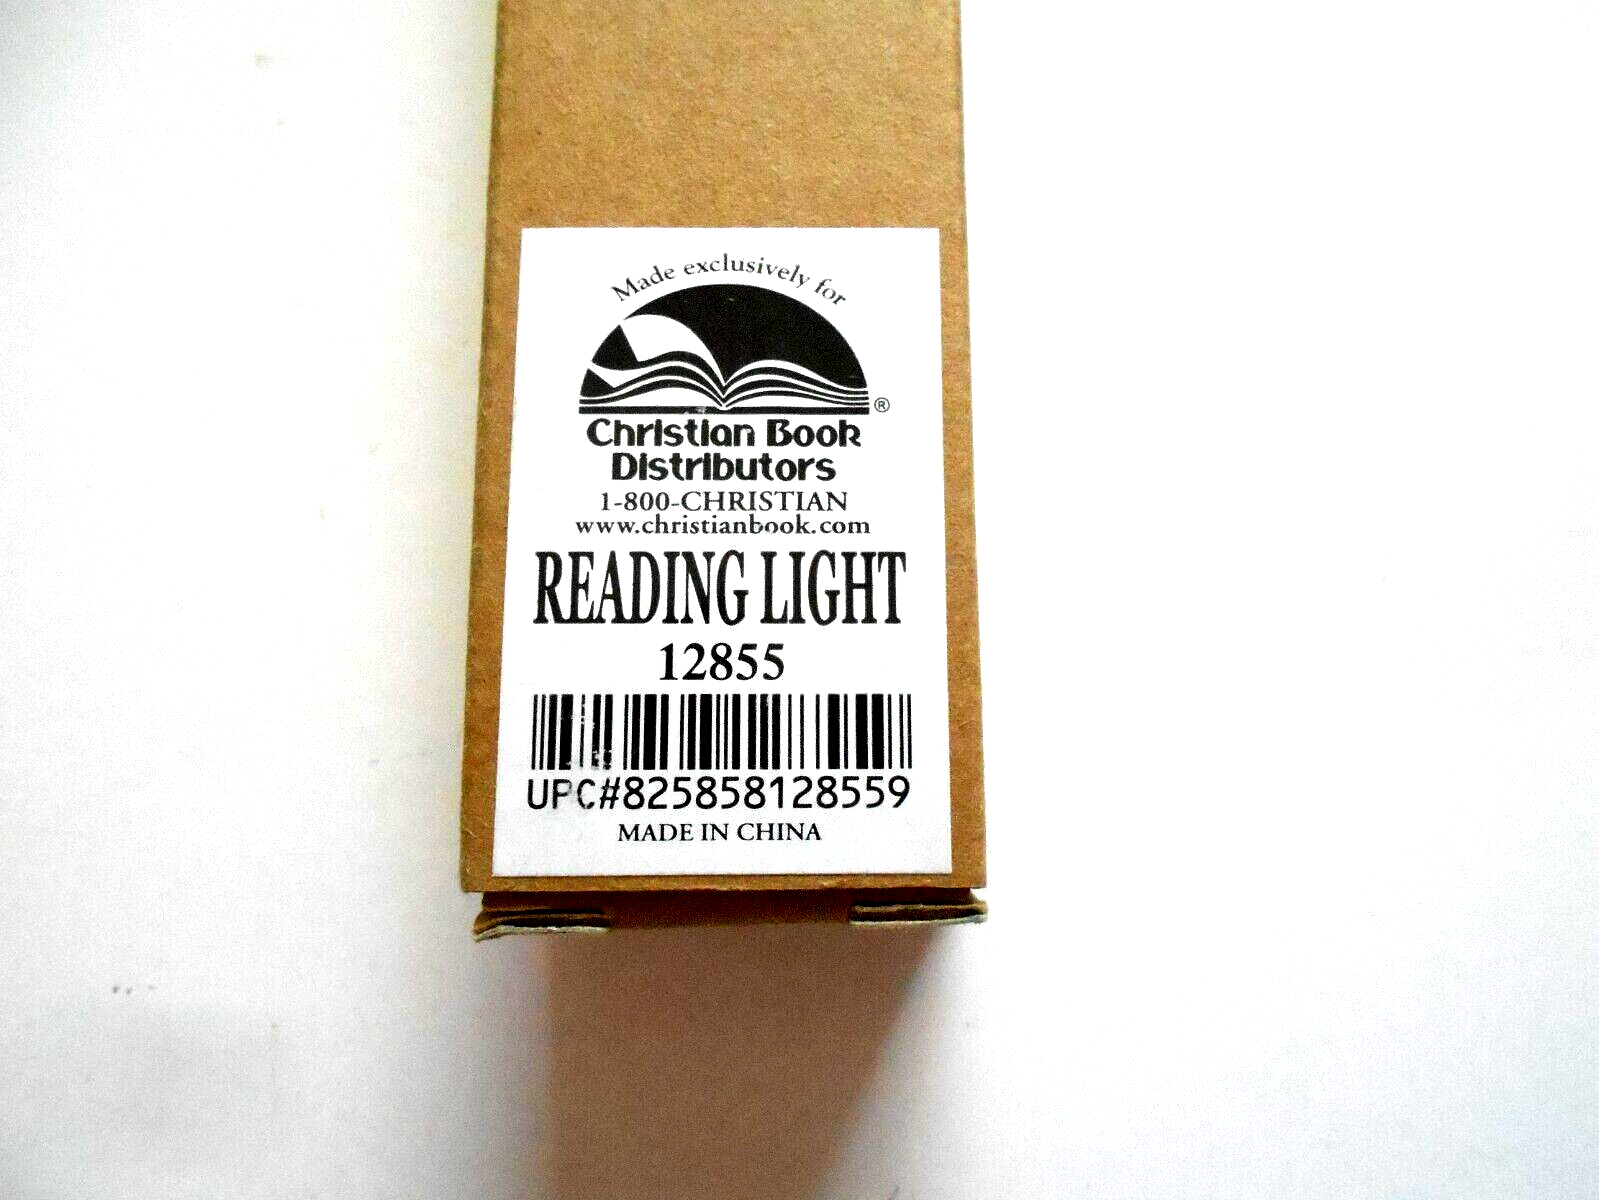 Made exclusively for
®
Christian Book
Distributors
1-800-CHRISTIAN
www.christianbook.com
READING LIGHT
12855
UPC#825858128559
MADE IN CHINA